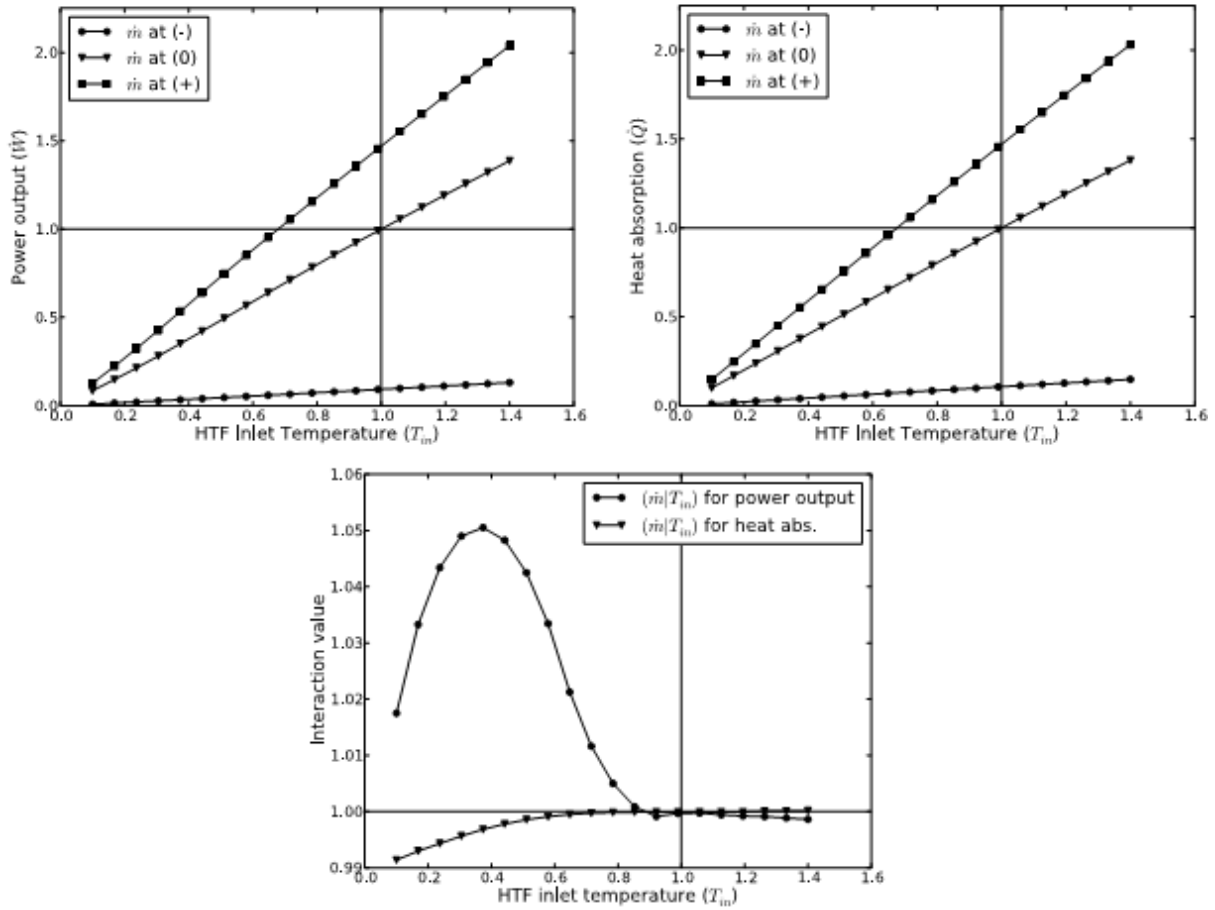 ṁ at (-)
ṁ at (0)
ṁ at (+)
Power output (Ẇ)
2.0
1.5
1.0
0.5
0.0
0.0 0.2 0.4 0.6 0.8 1.0 1.2 1.4 1.6
HTF Inlet Temperature (T_in)
ṁ at (-)
ṁ at (0)
ṁ at (+)
Heat absorption (Q̇)
2.0
1.5
1.0
0.5
0.0
0.0 0.2 0.4 0.6 0.8 1.0 1.2 1.4 1.6
HTF Inlet Temperature (T_in)
(ṁ|T_in) for power output
(ṁ|T_in) for heat abs.
Interaction value
1.06
1.05
1.04
1.03
1.02
1.01
1.00
0.99
0.0 0.2 0.4 0.6 0.8 1.0 1.2 1.4 1.6
HTF inlet temperature (T_in)